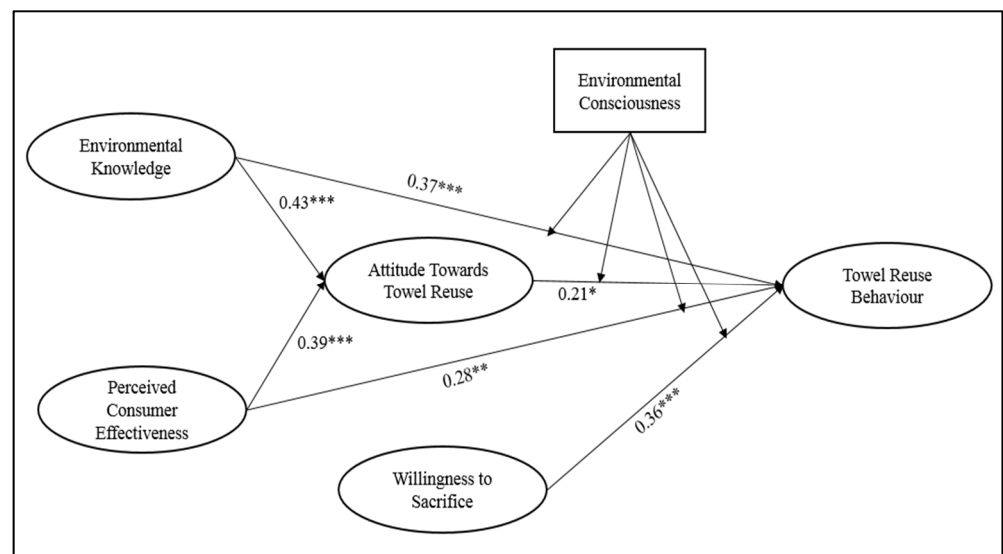 Environmental
Consciousness
Environmental
Knowledge
0.37***
0.43***
Attitude Towards
Towel Reuse
0.21*
Towel Reuse
Behaviour
0.39***
0.28**
Perceived
Consumer
Effectiveness
0.36***
Willingness to
Sacrifice